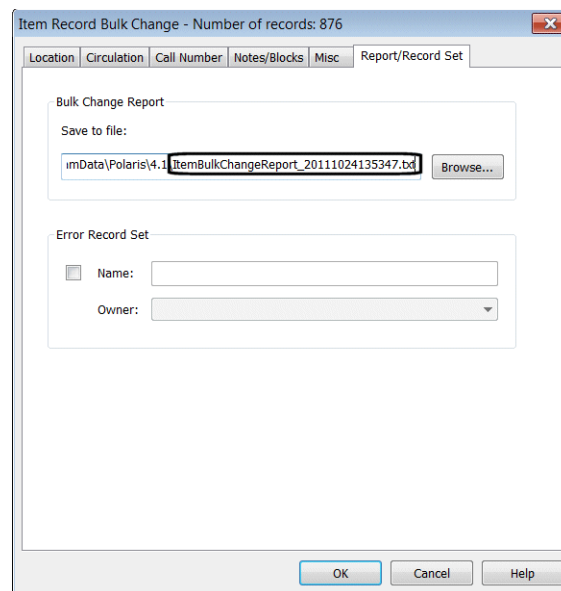 Item Record Bulk Change - Number of records: 876
Location Circulation Call Number Notes/Blocks Misc Report/Record Set
Bulk Change Report
Save to file:
ımData\Polaris\4.1\ItemBulkChangeReport_20111024135347.txt Browse...
Error Record Set
Name:
Owner:
OK Cancel Help